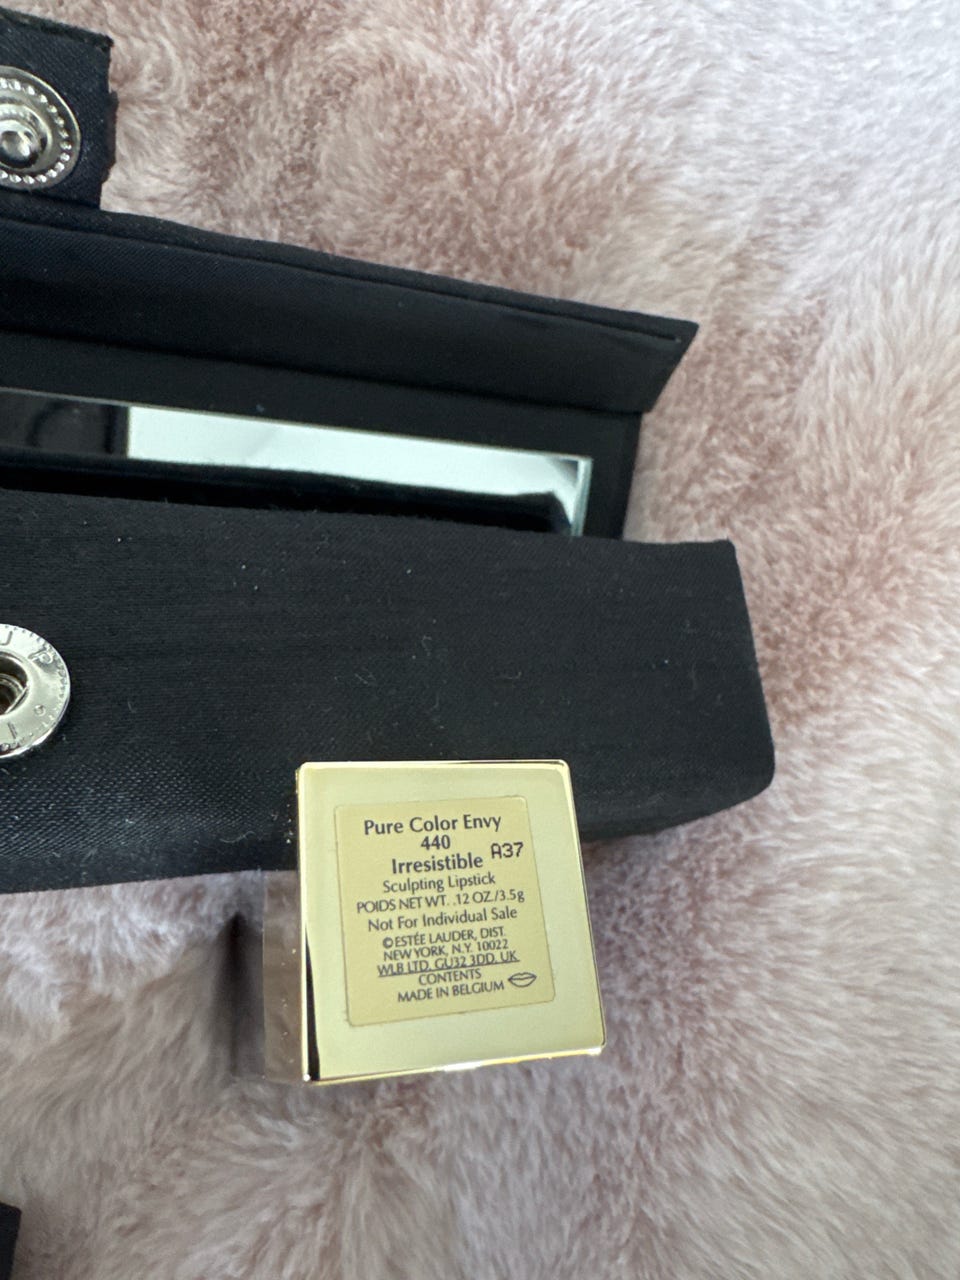 Pure Color Envy
440
Irresistible A37
Sculpting Lipstick
POIDS NET WT. .12 OZ./3.5g
Not For Individual Sale
©ESTÉE LAUDER, DIST.
NEW YORK, N.Y. 10022
WLB LTD. GU32 3DD. UK
CONTENTS
MADE IN BELGIUM